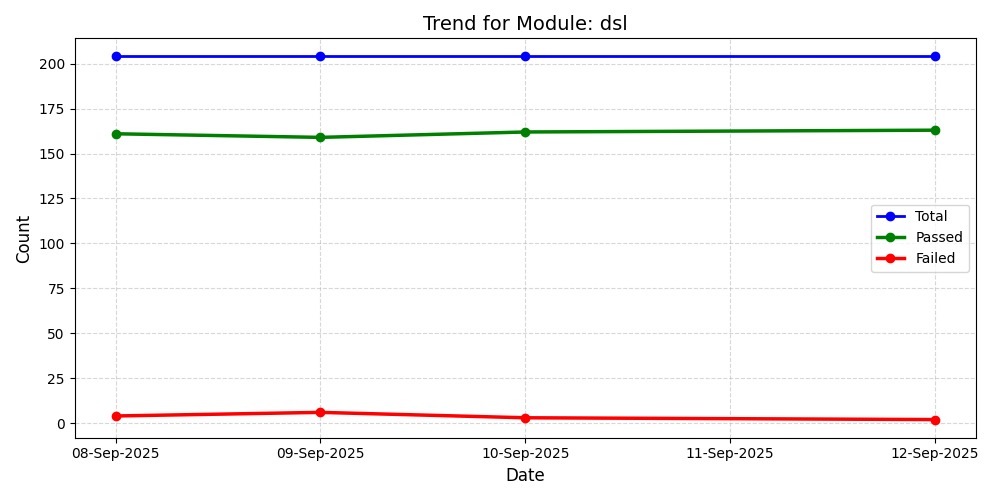 Trend for Module: dsl
200
175
150
125
100
75
50
25
0
Count
Total
Passed
Failed
08-Sep-2025
09-Sep-2025
10-Sep-2025
11-Sep-2025
12-Sep-2025
Date